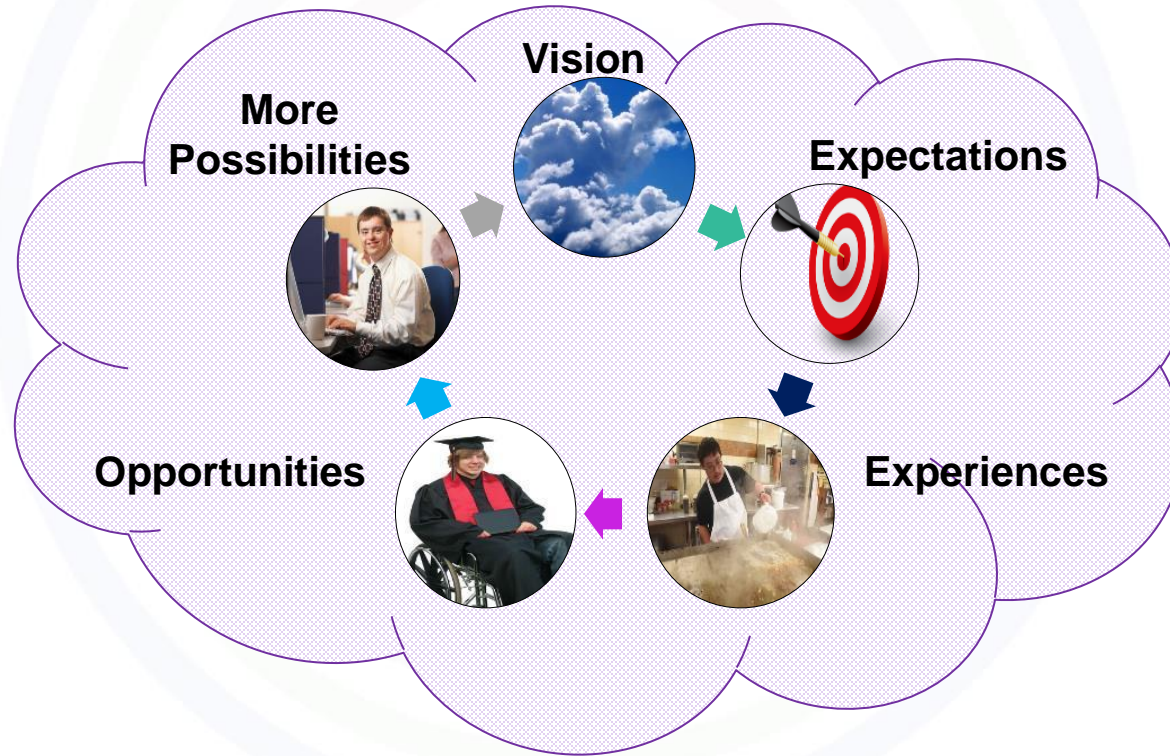 Vision
More
Possibilities
Expectations
Opportunities
Experiences